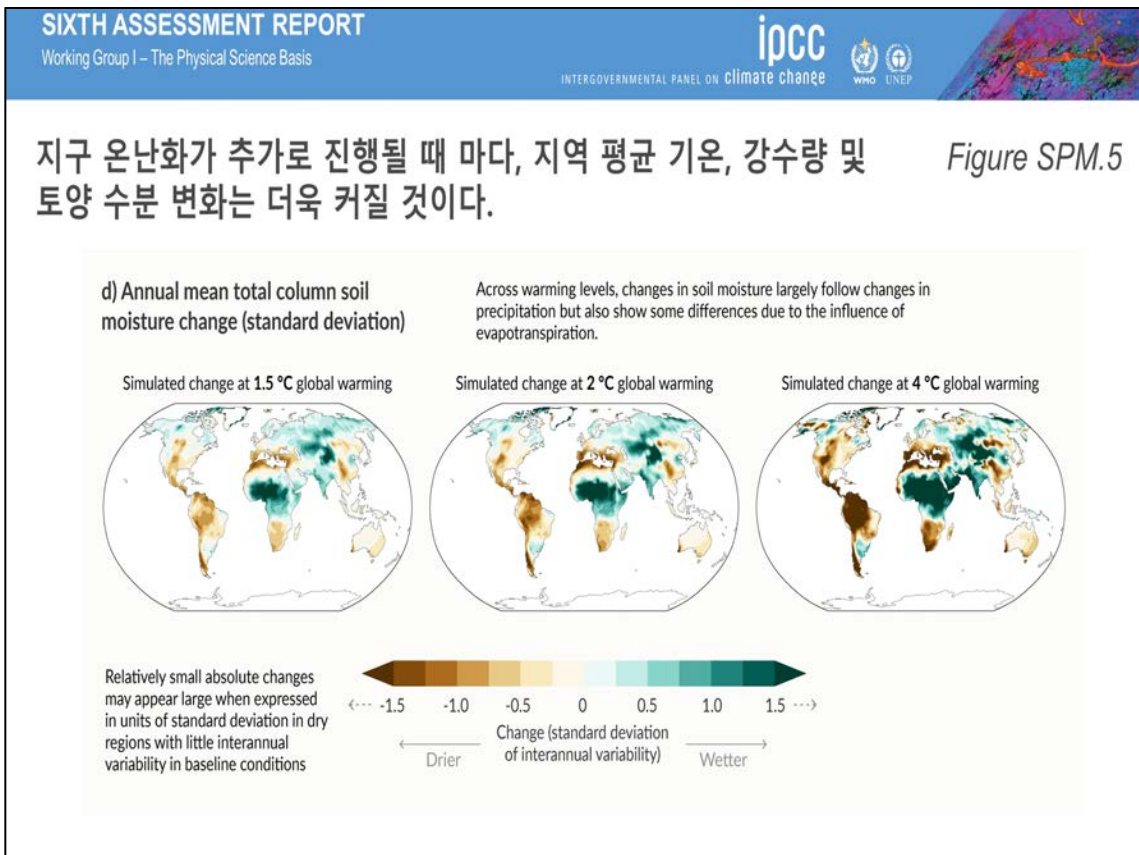 SIXTH ASSESSMENT REPORT
Working Group I – The Physical Science Basis
ipcc
INTERGOVERNMENTAL PANEL ON climate change
WMO UNEP
지구 온난화가 추가로 진행될 때 마다, 지역 평균 기온, 강수량 및
토양 수분 변화는 더욱 커질 것이다.
Figure SPM.5
d) Annual mean total column soil
moisture change (standard deviation)
Across warming levels, changes in soil moisture largely follow changes in
precipitation but also show some differences due to the influence of
evapotranspiration.
Simulated change at 1.5 °C global warming
Simulated change at 2 °C global warming
Simulated change at 4 °C global warming
Relatively small absolute changes
may appear large when expressed
in units of standard deviation in dry
regions with little interannual
variability in baseline conditions
-1.5 -1.0 -0.5 0 0.5 1.0 1.5
Change (standard deviation
of interannual variability)
Drier
Wetter